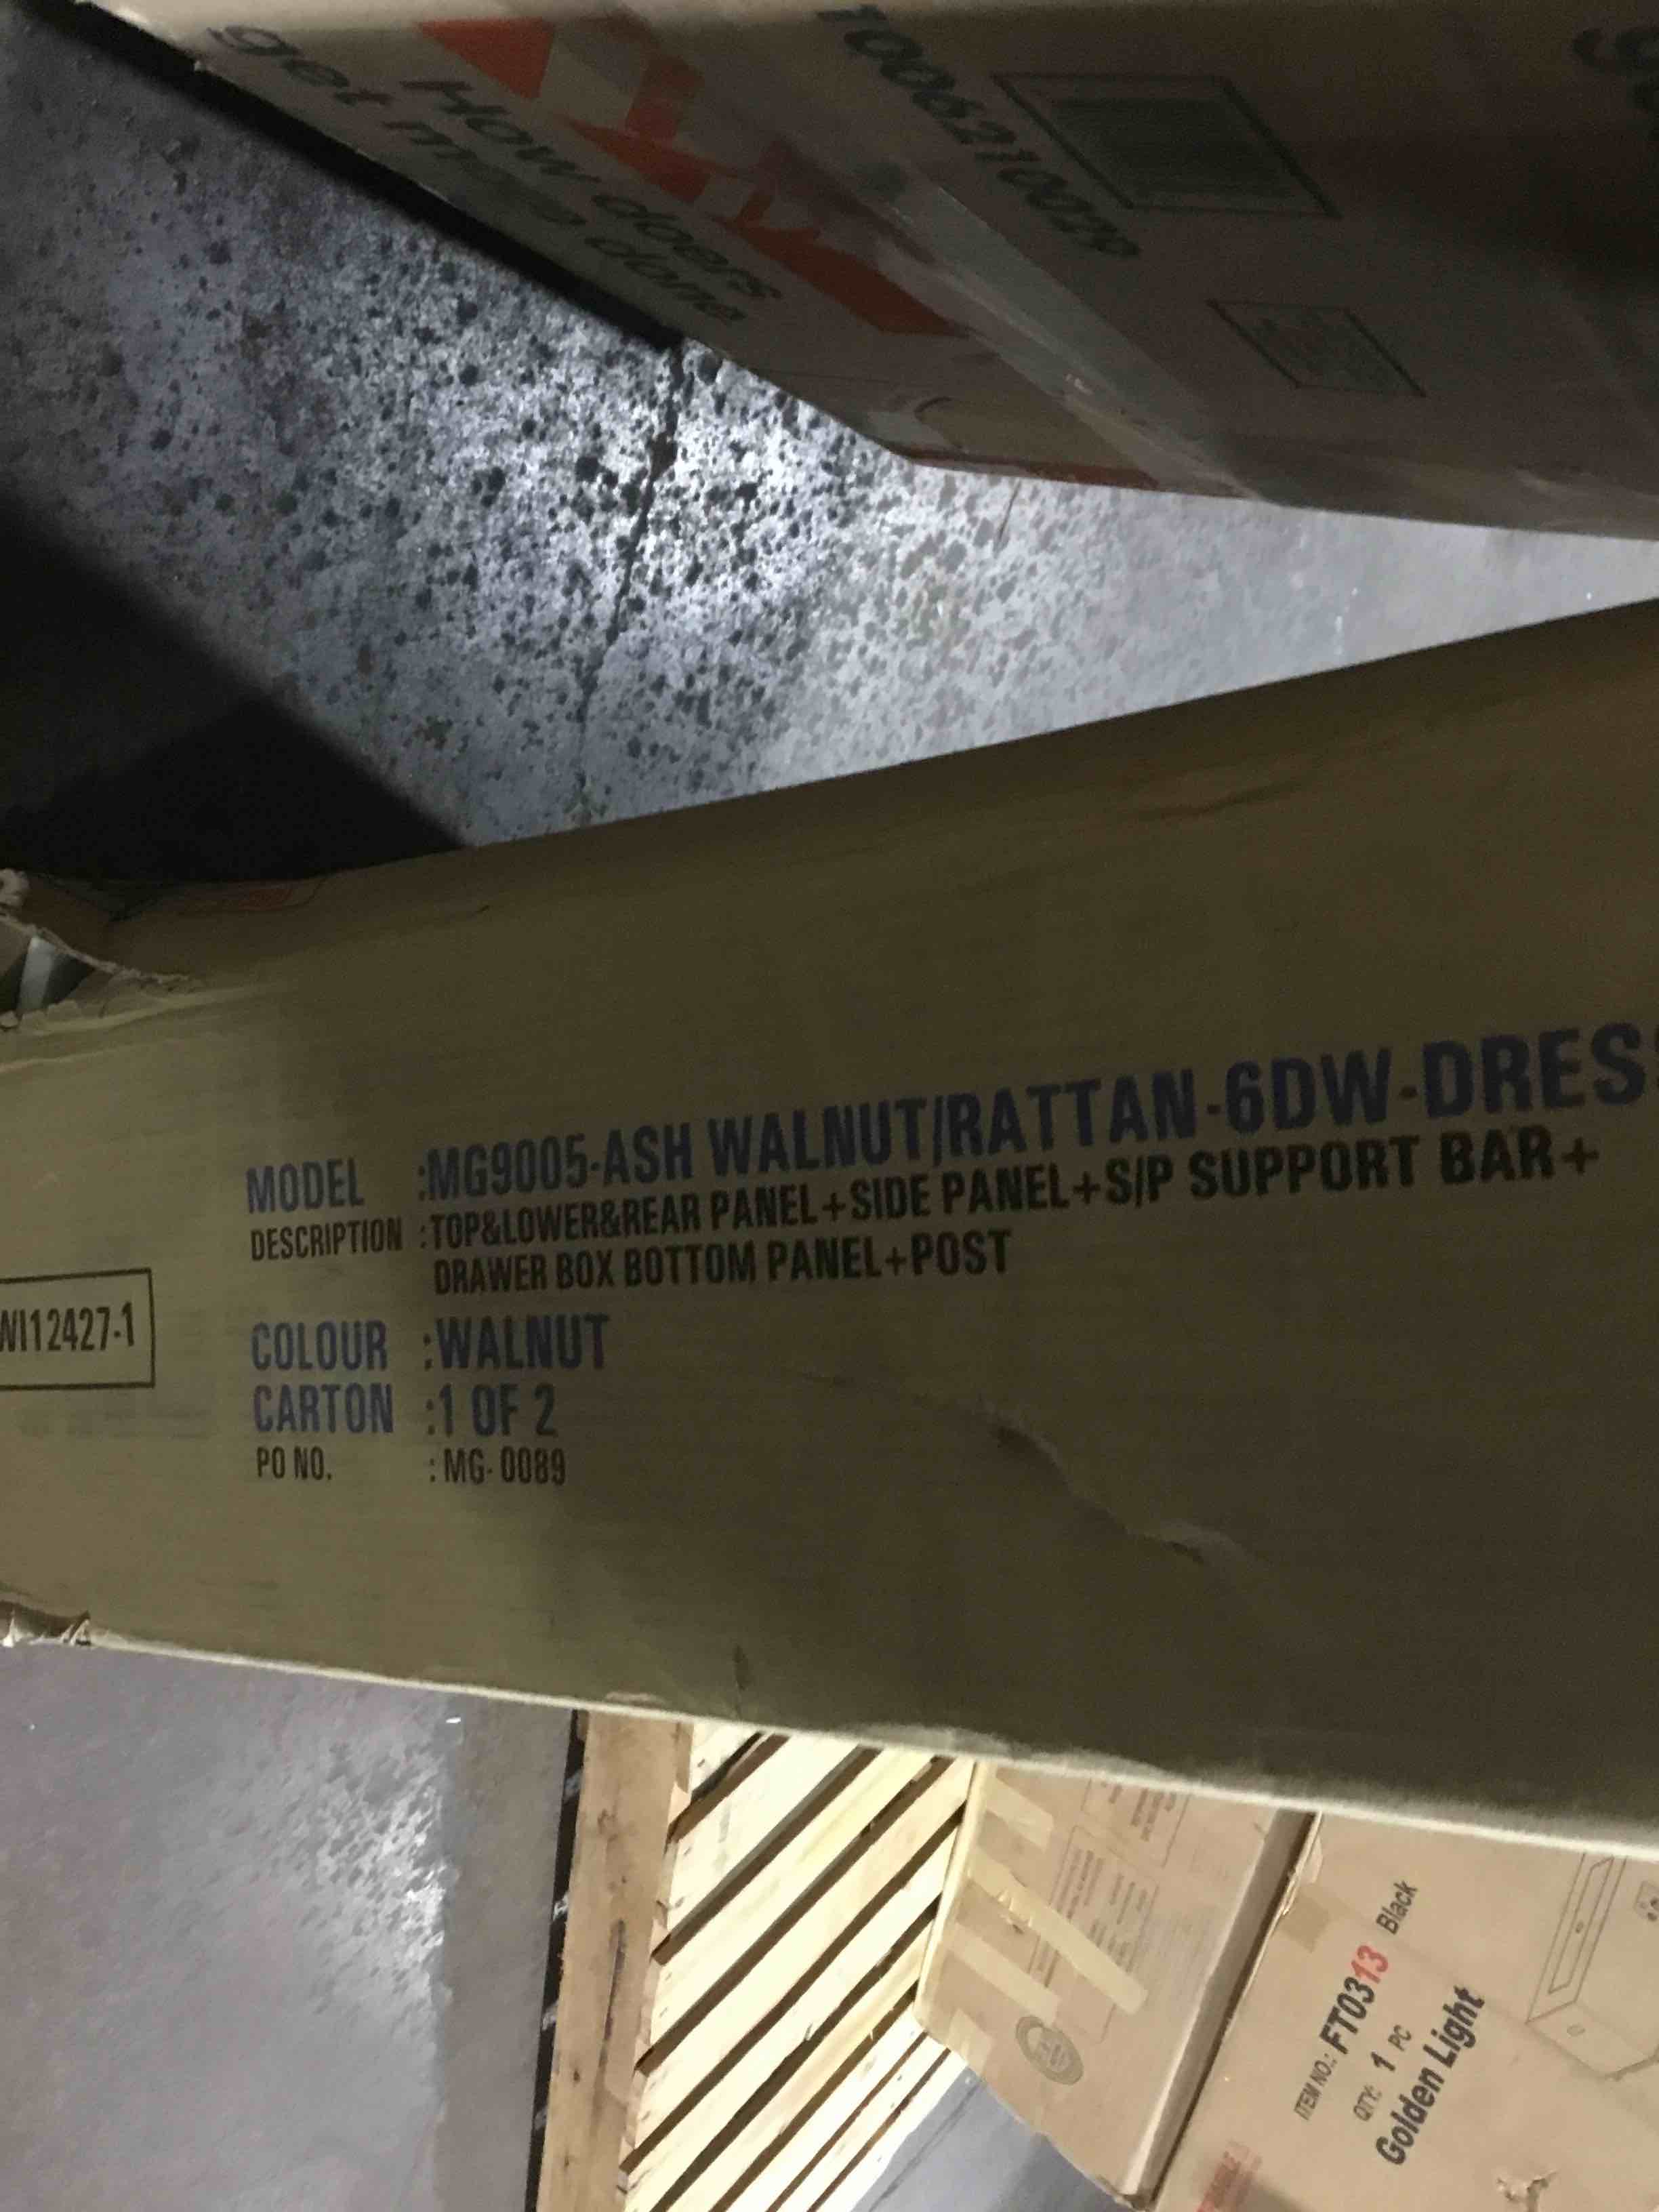 How doers
get more done
1006210029
MODEL :MG9005-ASH WALNUT/RATTAN-6DW-DRES
DESCRIPTION :TOP&LOWER&REAR PANEL+SIDE PANEL+S/P SUPPORT BAR+
DRAWER BOX BOTTOM PANEL+POST
WI12427-1
COLOUR :WALNUT
CARTON :1 OF 2
PO NO. : MG-0089
ITEM NO.: FT0313 Black
QTY: 1 PC
Golden Light